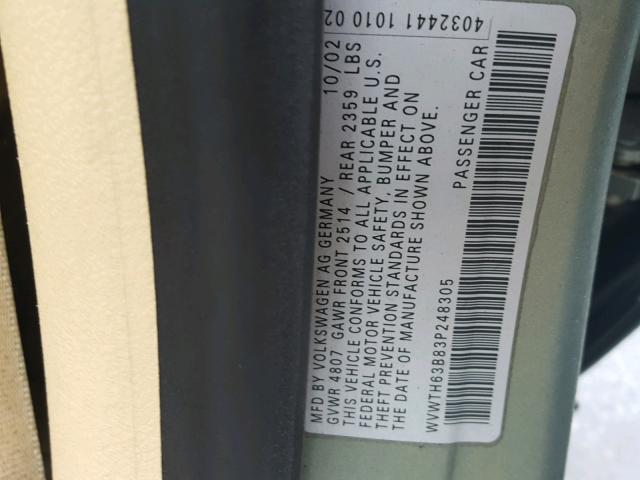 4032441 1010 02
MFD BY VOLKSWAGEN AG GERMANY 10/02
GVWR 4807 GAWR FRONT 2514 / REAR 2359 LBS
THIS VEHICLE CONFORMS TO ALL APPLICABLE U.S.
FEDERAL MOTOR VEHICLE SAFETY, BUMPER AND
THEFT PREVENTION STANDARDS IN EFFECT ON
THE DATE OF MANUFACTURE SHOWN ABOVE.
WVWTH63B83P248305 PASSENGER CAR